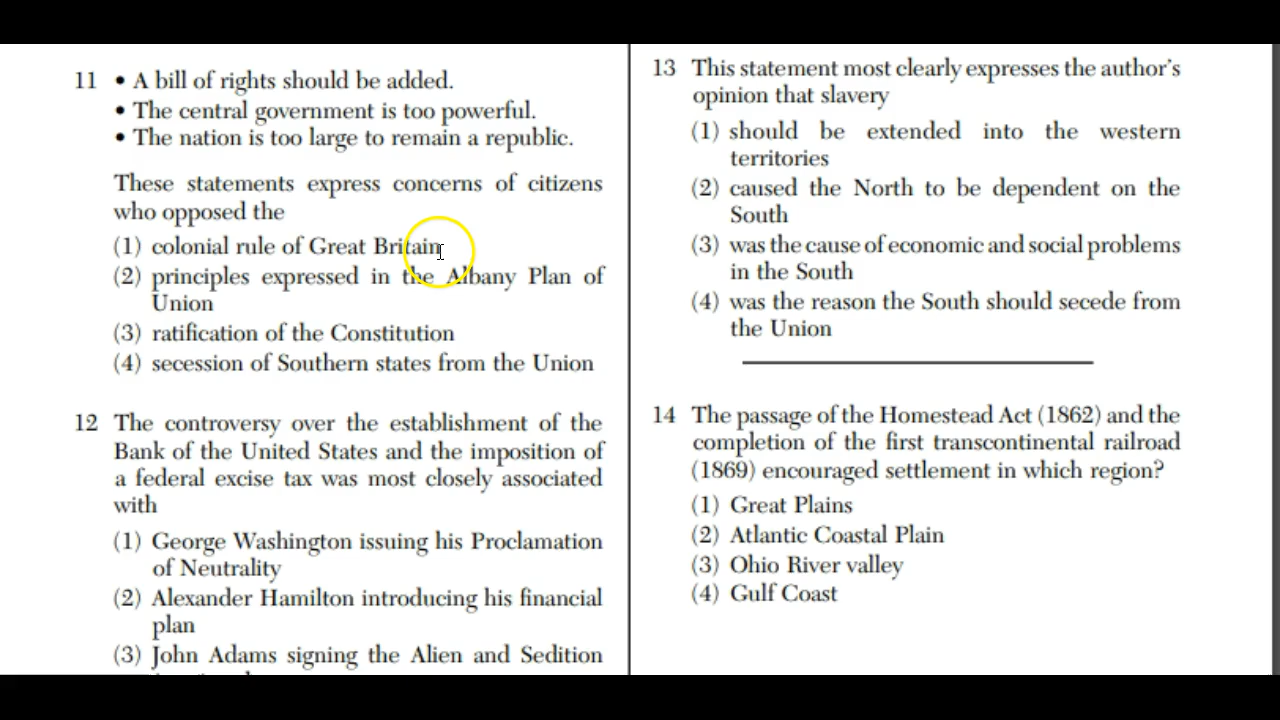 11 • A bill of rights should be added.
• The central government is too powerful.
• The nation is too large to remain a republic.
These statements express concerns of citizens
who opposed the
(1) colonial rule of Great Britain
(2) principles expressed in the Albany Plan of
Union
(3) ratification of the Constitution
(4) secession of Southern states from the Union
12 The controversy over the establishment of the
Bank of the United States and the imposition of
a federal excise tax was most closely associated
with
(1) George Washington issuing his Proclamation
of Neutrality
(2) Alexander Hamilton introducing his financial
plan
(3) John Adams signing the Alien and Sedition
13 This statement most clearly expresses the author's
opinion that slavery
(1) should be extended into the western
territories
(2) caused the North to be dependent on the
South
(3) was the cause of economic and social problems
in the South
(4) was the reason the South should secede from
the Union
14 The passage of the Homestead Act (1862) and the
completion of the first transcontinental railroad
(1869) encouraged settlement in which region?
(1) Great Plains
(2) Atlantic Coastal Plain
(3) Ohio River valley
(4) Gulf Coast